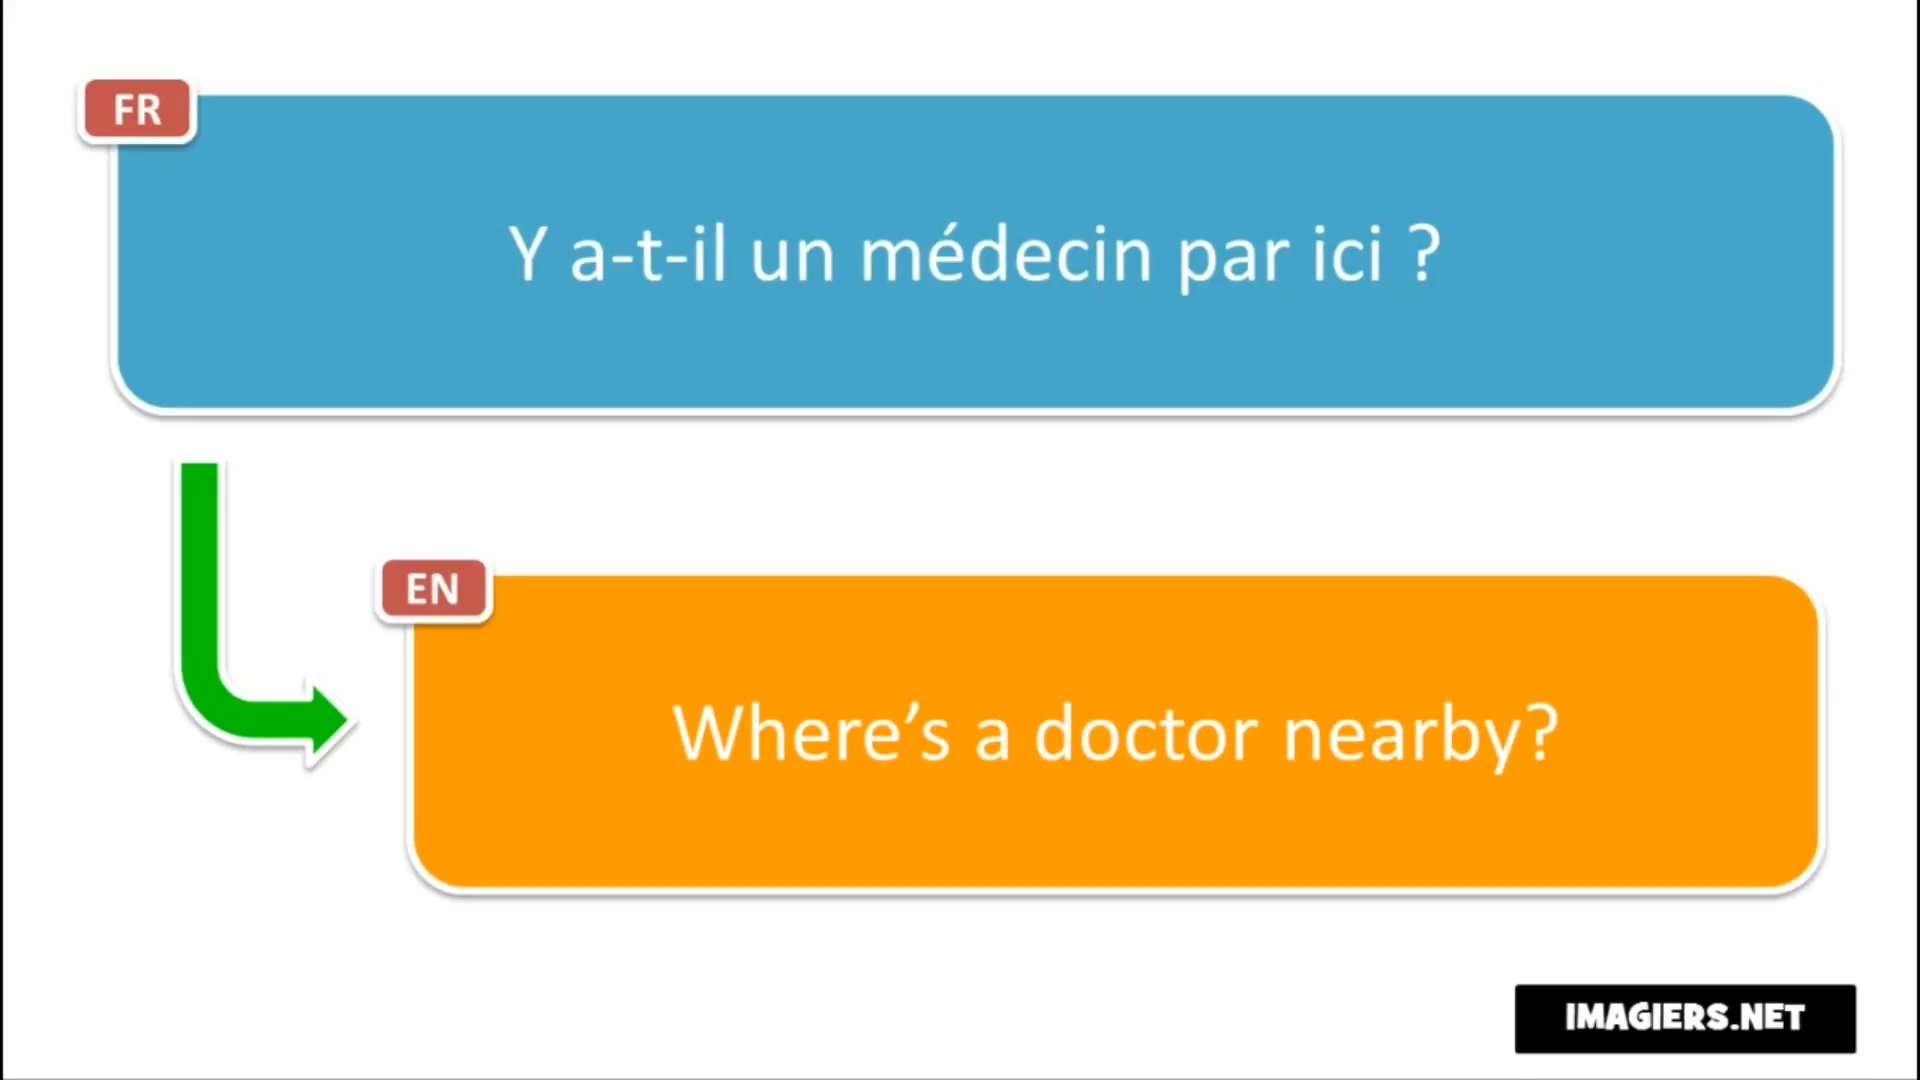 FR
Y a-t-il un médecin par ici ?
EN
Where’s a doctor nearby?
IMAGIERS.NET